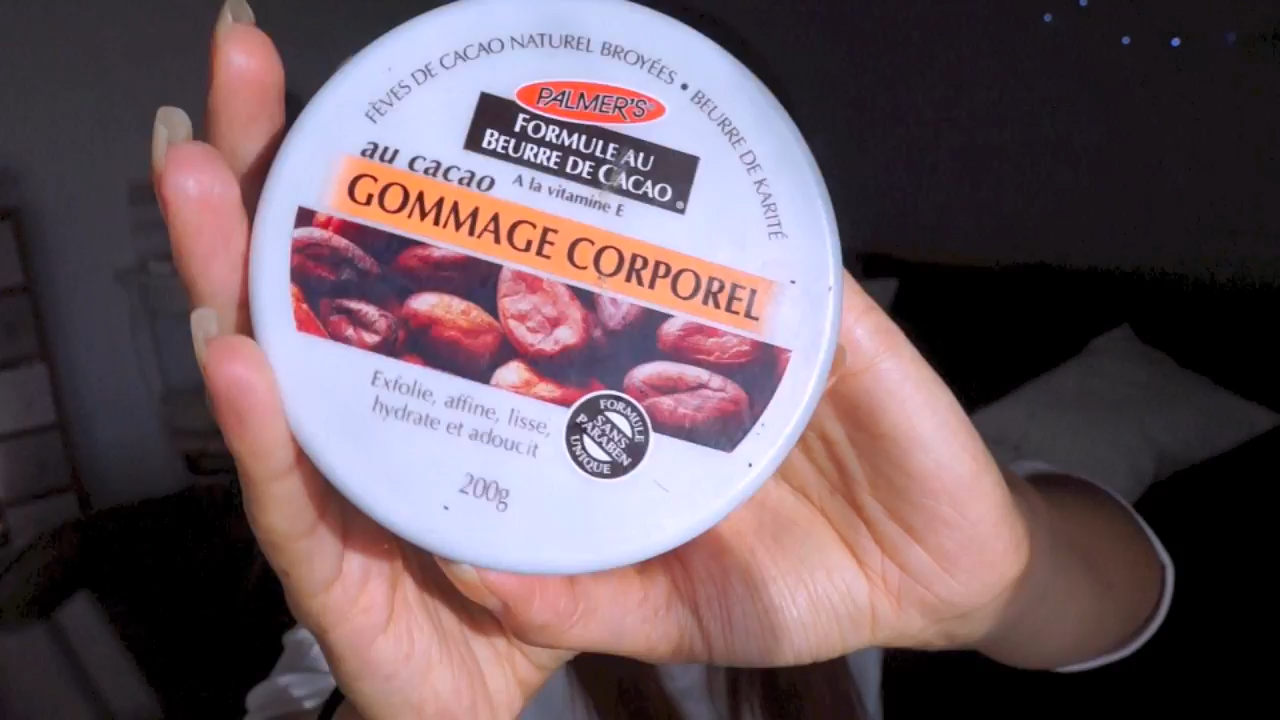 FÈVES DE CACAO NATUREL BROYÉES • BEURRE DE KARITÉ
PALMER'S®
FORMULE AU
BEURRE DE CACAO®
au cacao
A la vitamine E
GOMMAGE CORPOREL
Exfolie, affine, lisse,
hydrate et adoucit
FORMULE
SANS
PARABEN
UNIQUE
200g